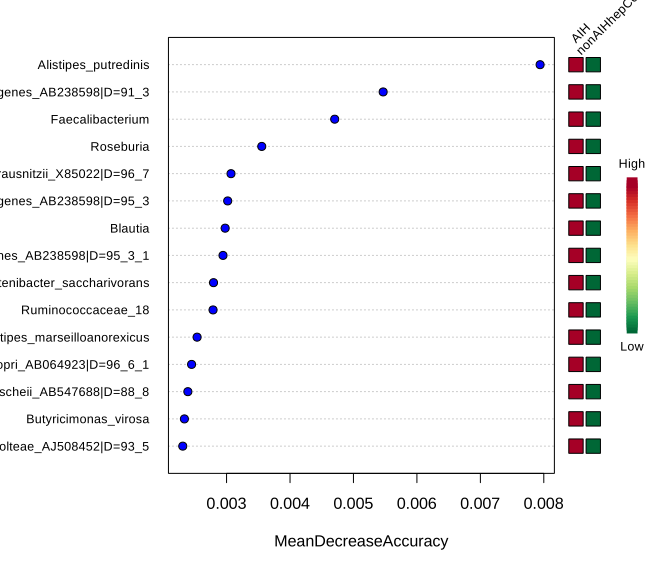 AIH
nonAIHhepC
Alistipes_putredinis
genes_AB238598|D=91_3
Faecalibacterium
Roseburia
rausnitzii_X85022|D=96_7
genes_AB238598|D=95_3
Blautia
nes_AB238598|D=95_3_1
tenibacter_saccharivorans
Ruminococcaceae_18
tipes_marseilloanorexicus
opri_AB064923|D=96_6_1
scheii_AB547688|D=88_8
Butyricimonas_virosa
olteae_AJ508452|D=93_5
High
Low
0.003 0.004 0.005 0.006 0.007 0.008
MeanDecreaseAccuracy